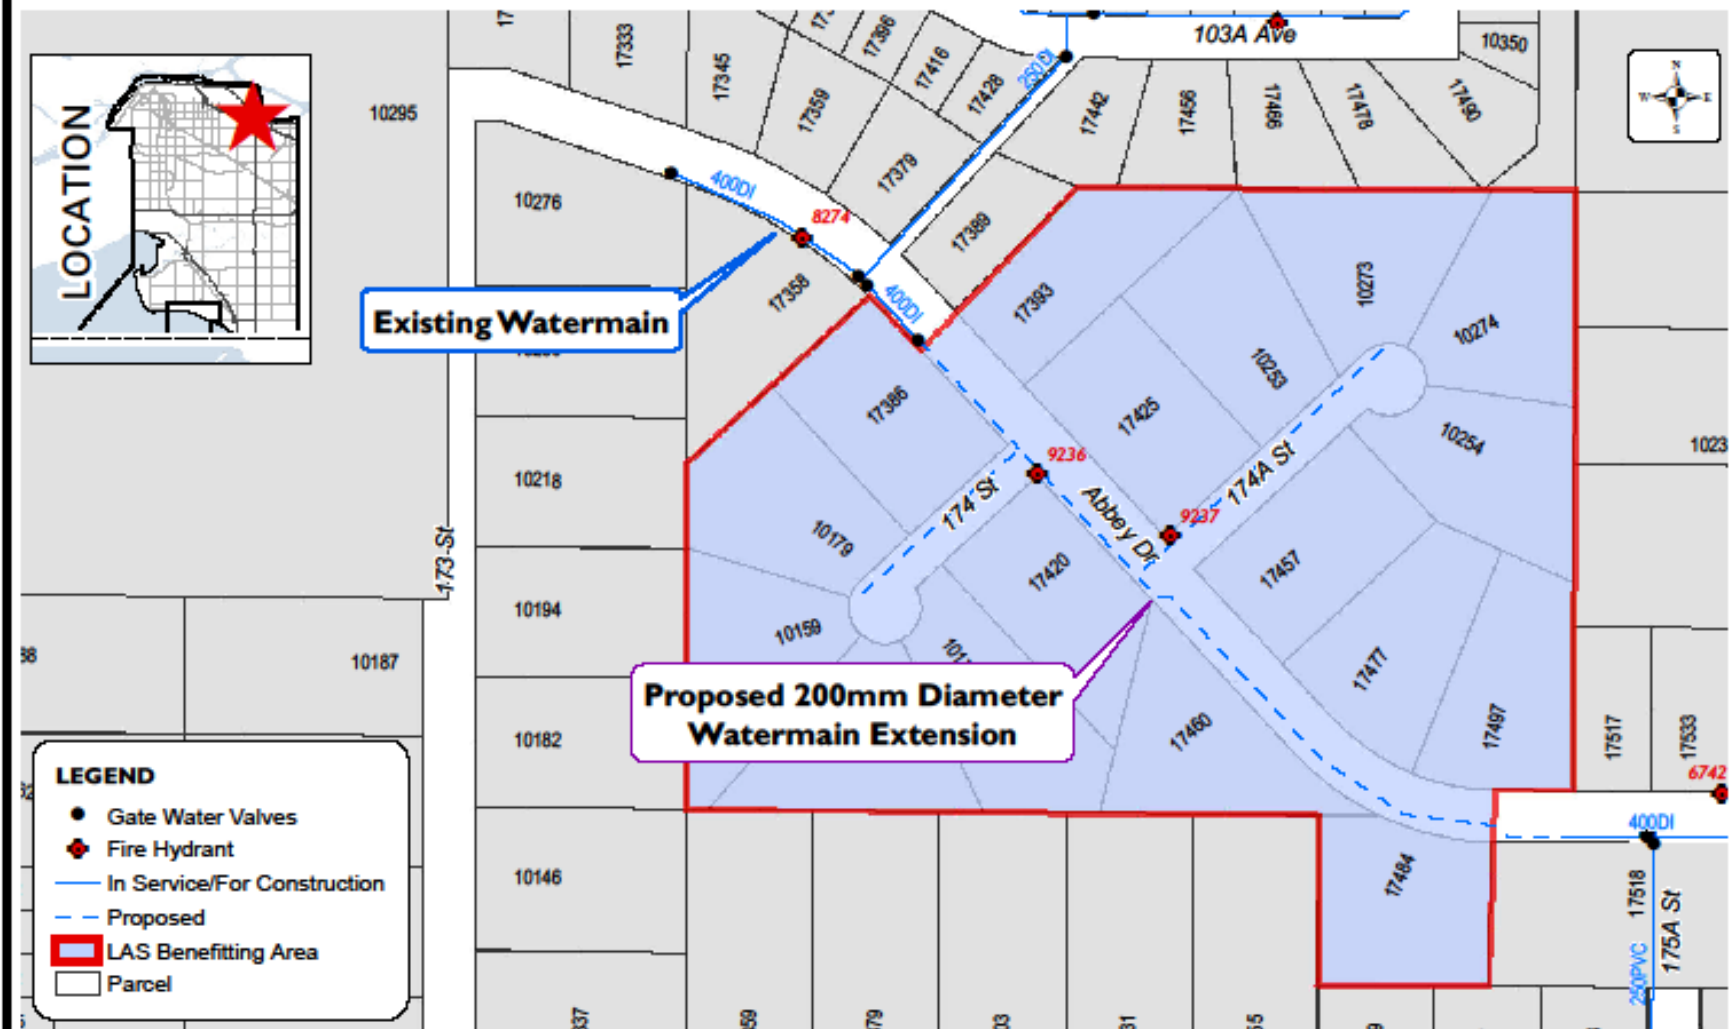 LOCATION
17333
17345
17359
17396
17416
17428
17379
17389
250DI
103A Ave
10350
17442
17456
17466
17478
17490
N
W
E
S
10295
10276
400DI
8274
17358
400DI
Existing Watermain
17393
10273
10274
10253
17425
17386
10254
1023
10218
9236
174 St
Abbey Dr
9237
174A St
10179
17420
17457
173 St
10194
10159
10187
17477
17497
17460
10182
Proposed 200mm Diameter
Watermain Extension
17517
17533
6742
400DI
17484
17518
175A St
250PVC
10146
LEGEND
Gate Water Valves
Fire Hydrant
In Service/For Construction
Proposed
LAS Benefitting Area
Parcel